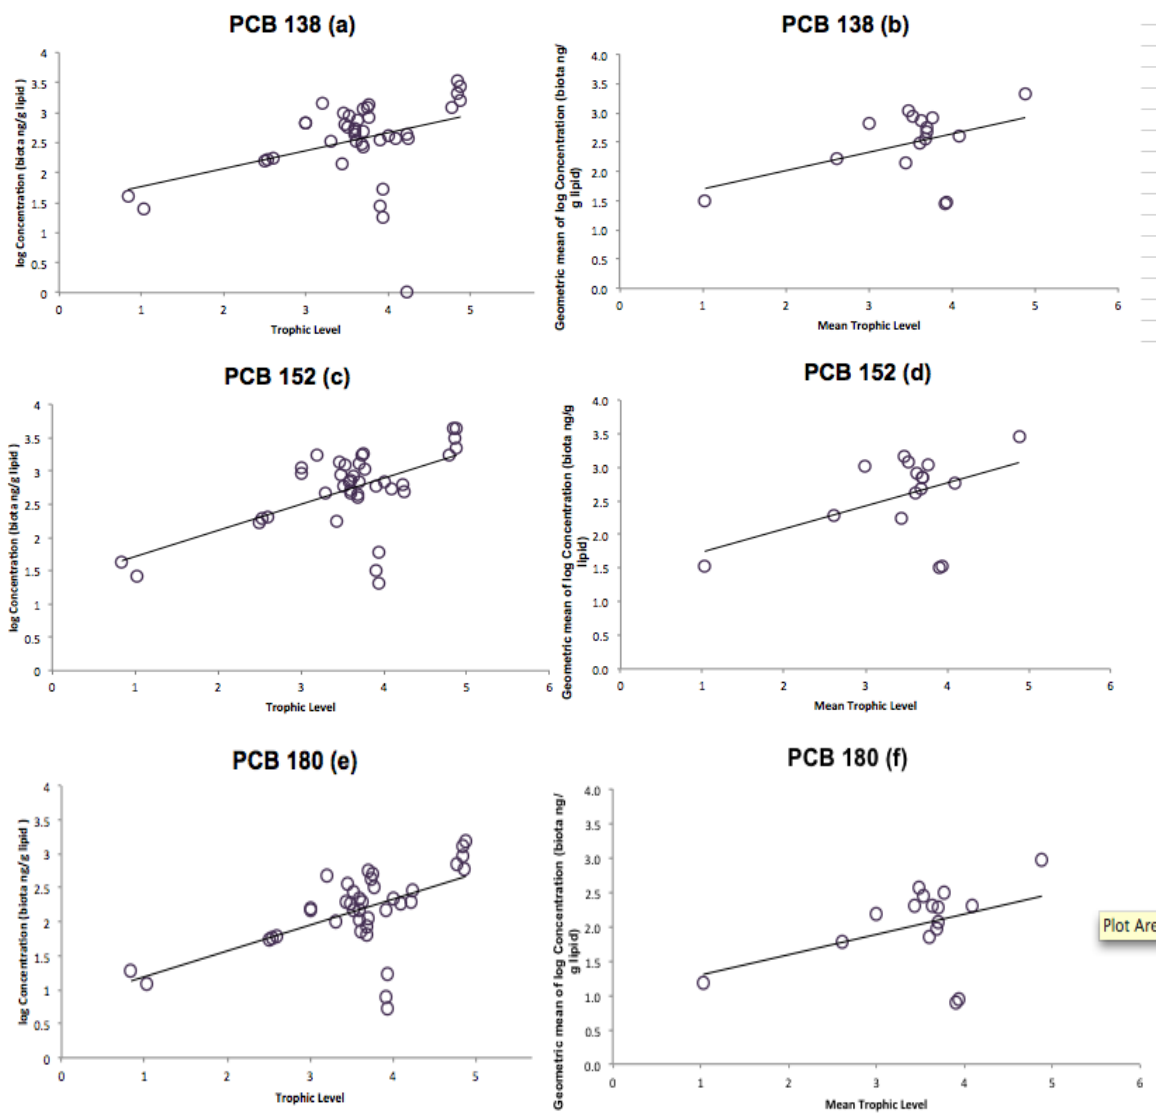 PCB 138 (a)
log Concentration (biota ng/g lipid )
4
3.5
3
2.5
2
1.5
1
0.5
0
0 1 2 3 4 5
Trophic Level
PCB 138 (b)
Geometric mean of log Concentration (biota ng/
g lipid)
4.0
3.5
3.0
2.5
2.0
1.5
1.0
0.5
0.0
0 1 2 3 4 5 6
Mean Trophic Level
PCB 152 (c)
log Concentration (biota ng/g lipid )
4
3.5
3
2.5
2
1.5
1
0.5
0
0 1 2 3 4 5 6
Trophic Level
PCB 152 (d)
Geometric mean of log Concentration (biota ng/g
lipid)
4.0
3.5
3.0
2.5
2.0
1.5
1.0
0.5
0.0
0 1 2 3 4 5 6
Mean Trophic Level
PCB 180 (e)
log Concentration (biota ng/g lipid )
4
3.5
3
2.5
2
1.5
1
0.5
0
0 1 2 3 4 5
Trophic Level
PCB 180 (f)
Geometric mean of log Concentration (biota ng/
g lipid)
4.0
3.5
3.0
2.5
2.0
1.5
1.0
0.5
0.0
0 1 2 3 4 5 6
Mean Trophic Level
Plot Are